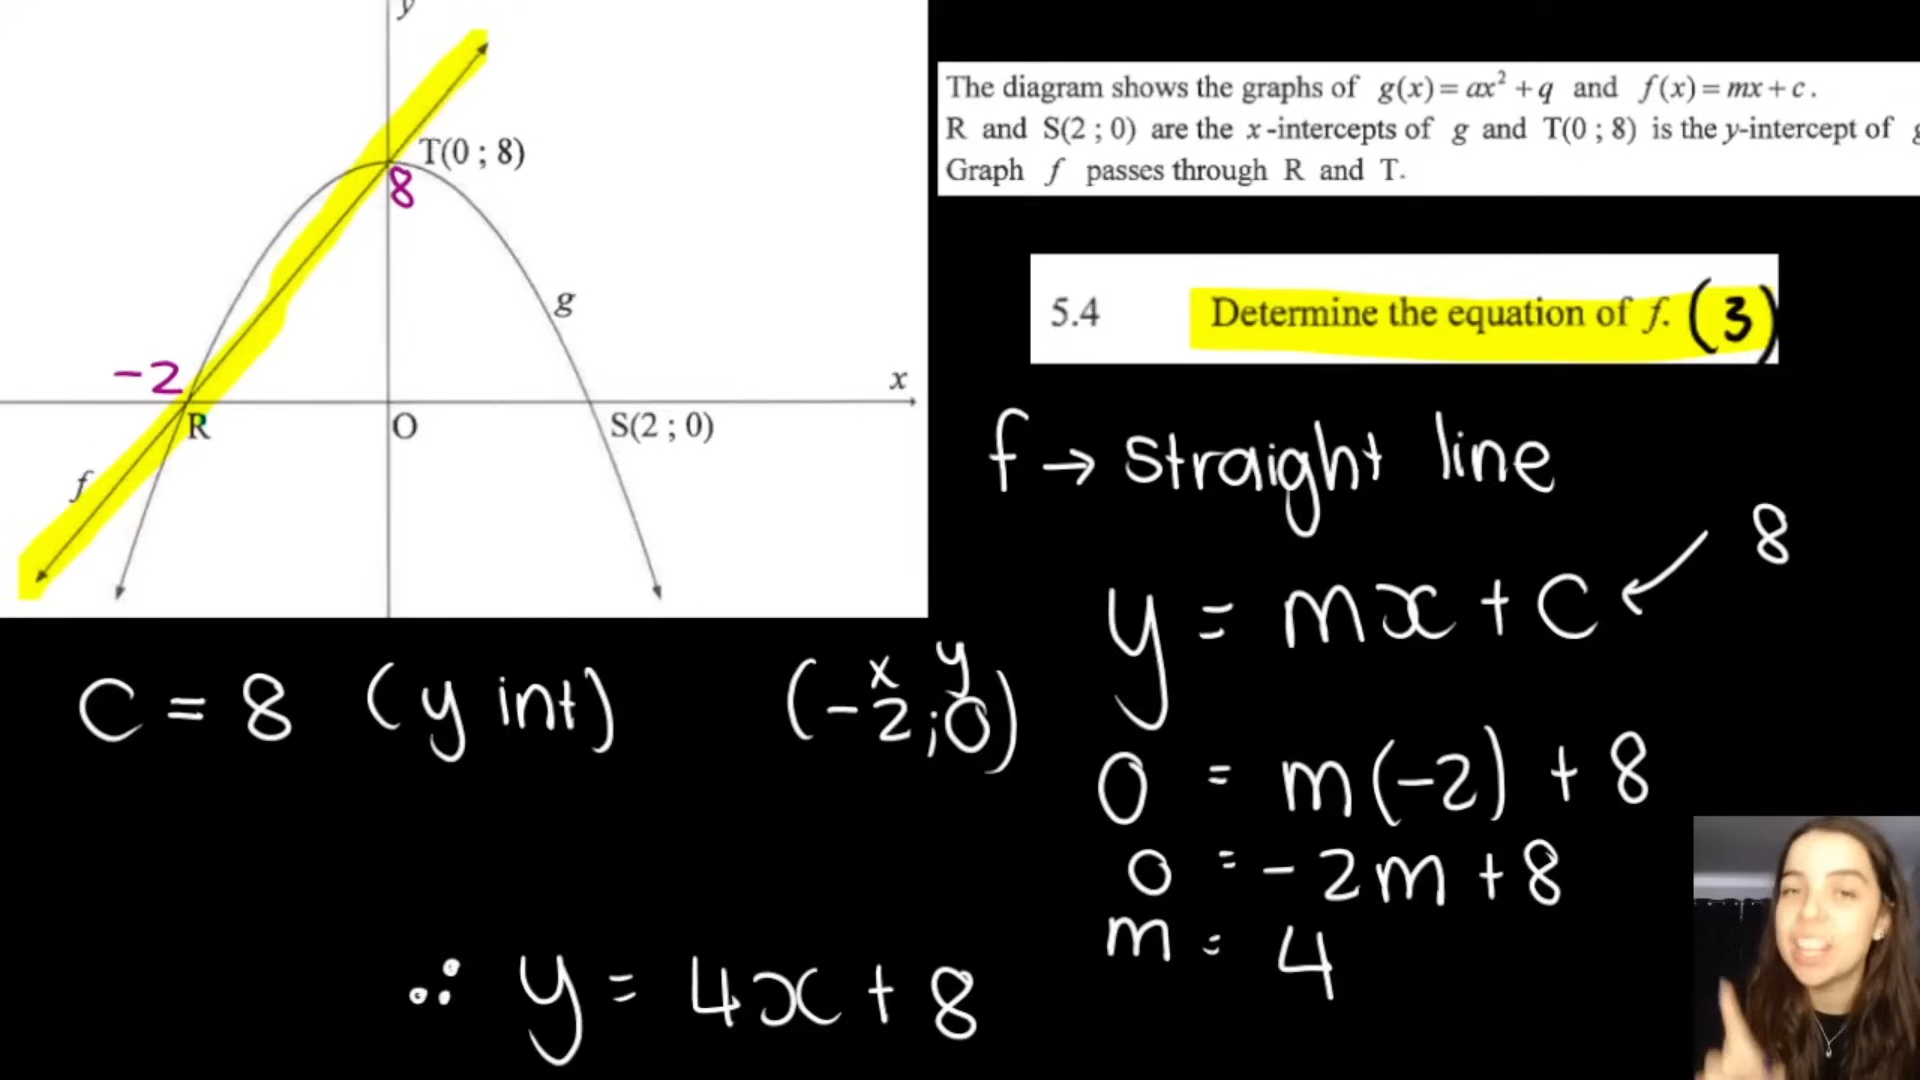 y
T(0 ; 8)
8
g
-2
x
R
O
S(2 ; 0)
f
The diagram shows the graphs of g(x) = ax² + q and f(x) = mx + c.
R and S(2 ; 0) are the x-intercepts of g and T(0 ; 8) is the y-intercept of g
Graph f passes through R and T.
5.4 Determine the equation of f. (3)
f → straight line
8
y = mx + c
C = 8 (y int)
x y
(-2;0)
0 = m(-2) + 8
0 = -2m + 8
m = 4
∴ y = 4x + 8